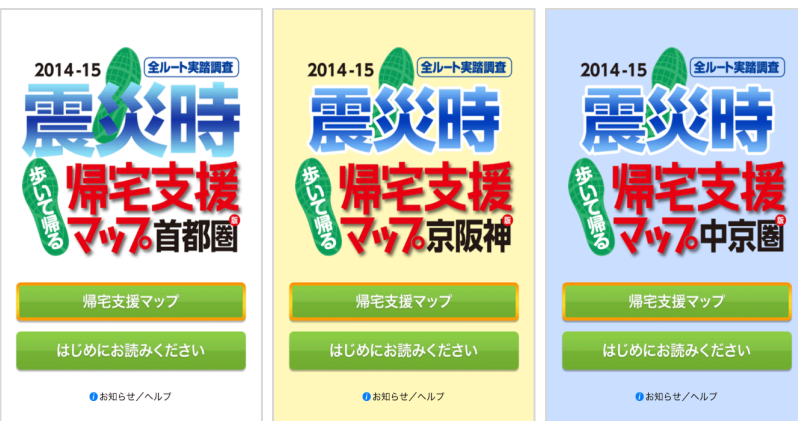 2014-15
全ルート実踏調査
震災時
歩いて帰る
帰宅支援
マップ首都圏版
帰宅支援マップ
はじめにお読みください
お知らせ／ヘルプ
2014-15
全ルート実踏調査
震災時
歩いて帰る
帰宅支援
マップ京阪神版
帰宅支援マップ
はじめにお読みください
お知らせ／ヘルプ
2014-15
全ルート実踏調査
震災時
歩いて帰る
帰宅支援
マップ中京圏版
帰宅支援マップ
はじめにお読みください
お知らせ／ヘルプ